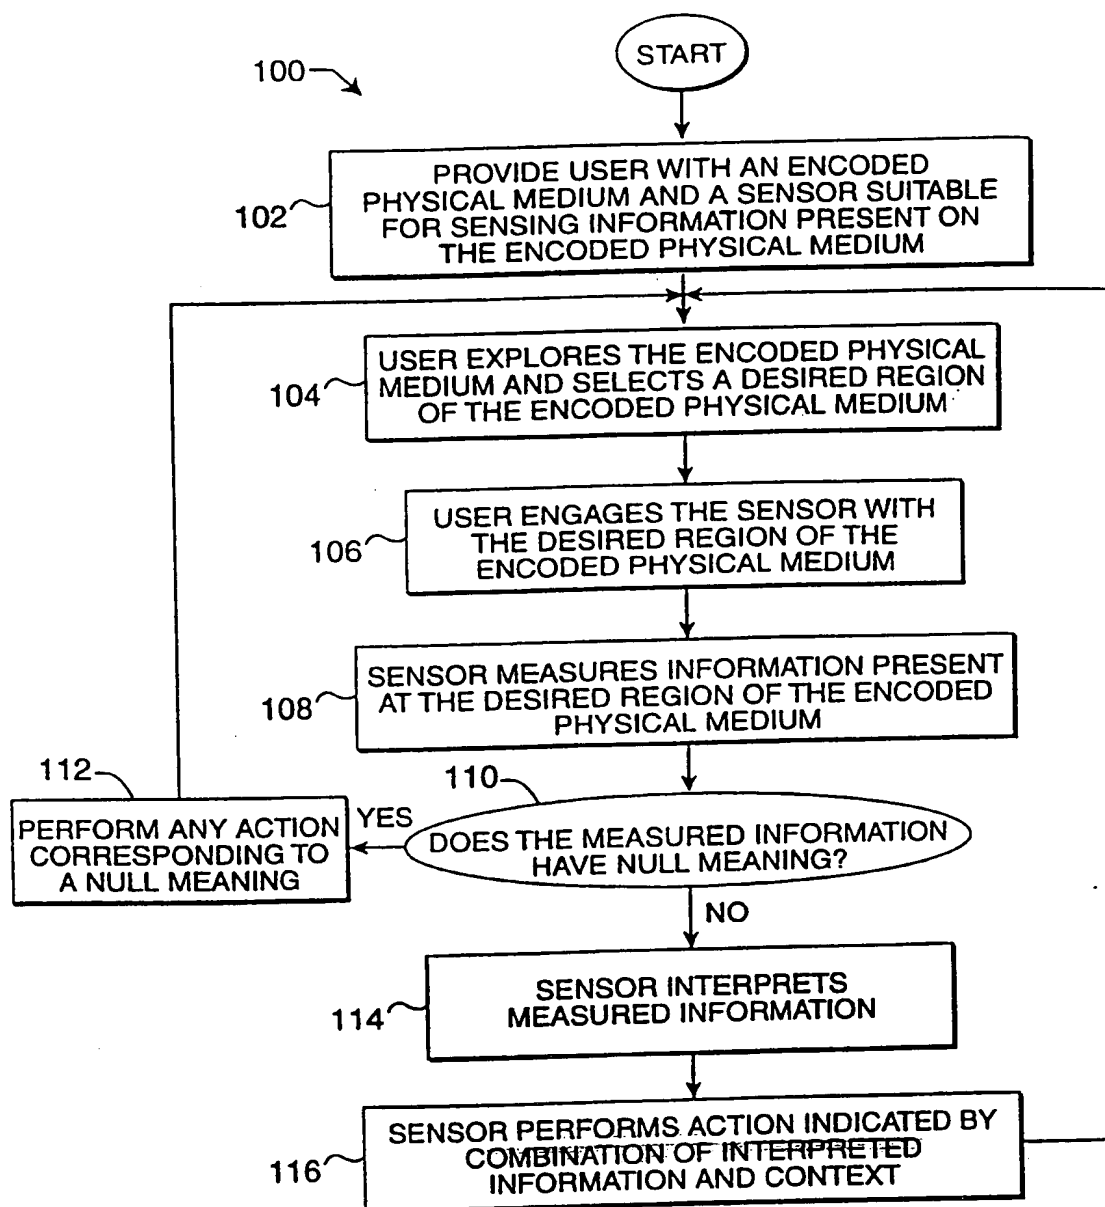 START
100
PROVIDE USER WITH AN ENCODED
PHYSICAL MEDIUM AND A SENSOR SUITABLE
FOR SENSING INFORMATION PRESENT ON
THE ENCODED PHYSICAL MEDIUM
102
USER EXPLORES THE ENCODED PHYSICAL
MEDIUM AND SELECTS A DESIRED REGION
OF THE ENCODED PHYSICAL MEDIUM
104
USER ENGAGES THE SENSOR WITH
THE DESIRED REGION OF THE
ENCODED PHYSICAL MEDIUM
106
SENSOR MEASURES INFORMATION PRESENT
AT THE DESIRED REGION OF THE ENCODED
PHYSICAL MEDIUM
108
110
DOES THE MEASURED INFORMATION
HAVE NULL MEANING?
YES
112
PERFORM ANY ACTION
CORRESPONDING TO
A NULL MEANING
NO
SENSOR INTERPRETS
MEASURED INFORMATION
114
SENSOR PERFORMS ACTION INDICATED BY
COMBINATION OF INTERPRETED
INFORMATION AND CONTEXT
116